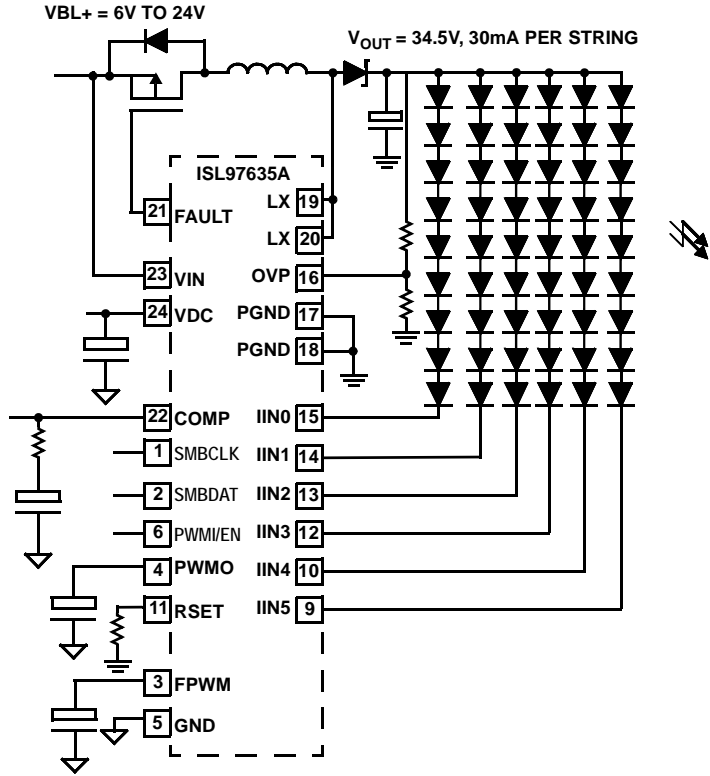 VBL+ = 6V TO 24V
VOUT = 34.5V, 30mA PER STRING
ISL97635A
21 FAULT
LX 19
LX 20
23 VIN
OVP 16
24 VDC
PGND 17
PGND 18
22 COMP
IIN0 15
1 SMBCLK
IIN1 14
2 SMBDAT
IIN2 13
6 PWMI/EN
IIN3 12
4 PWMO
IIN4 10
11 RSET
IIN5 9
3 FPWM
5 GND